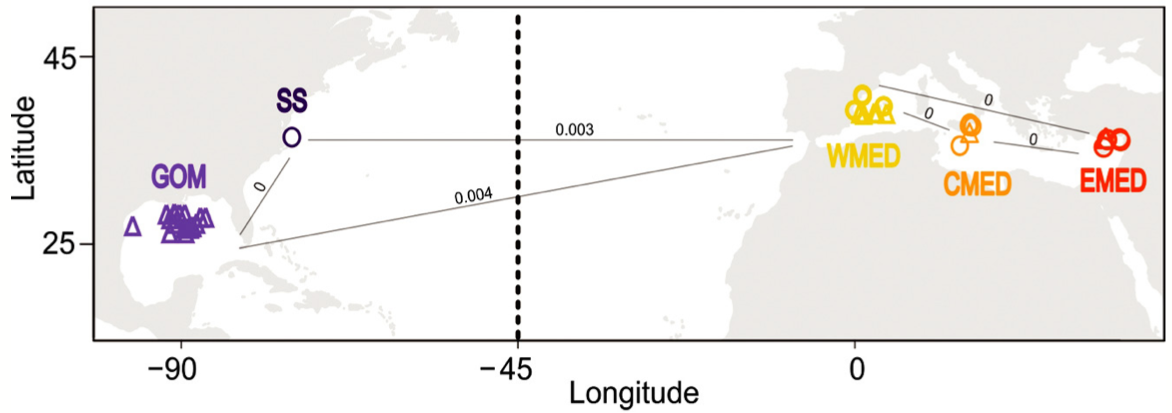 45
25
Latitude
SS
GOM
0
0.003
0.004
WMED
0
0
0
CMED
EMED
−90
−45
0
Longitude